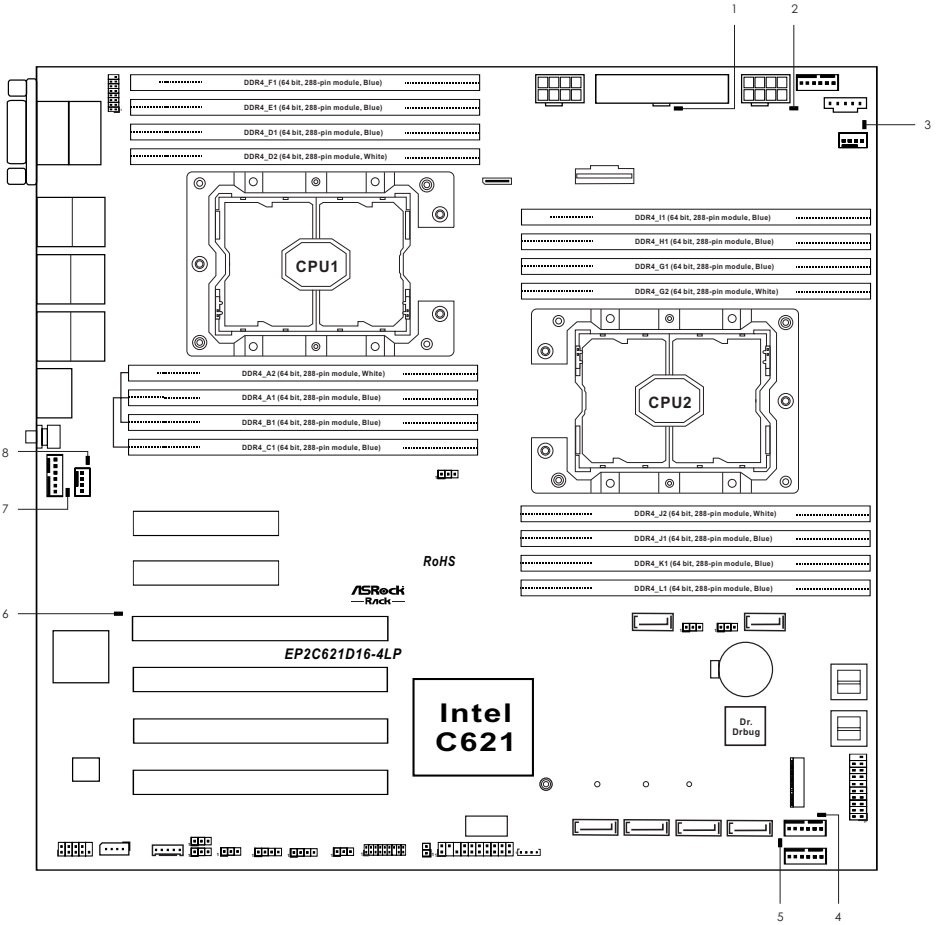 1
2
3
DDR4_F1 (64 bit, 288-pin module, Blue)
DDR4_E1 (64 bit, 288-pin module, Blue)
DDR4_D1 (64 bit, 288-pin module, Blue)
DDR4_D2 (64 bit, 288-pin module, White)
CPU1
DDR4_I1 (64 bit, 288-pin module, Blue)
DDR4_H1 (64 bit, 288-pin module, Blue)
DDR4_G1 (64 bit, 288-pin module, Blue)
DDR4_G2 (64 bit, 288-pin module, White)
DDR4_A2 (64 bit, 288-pin module, White)
DDR4_A1 (64 bit, 288-pin module, Blue)
DDR4_B1 (64 bit, 288-pin module, Blue)
DDR4_C1 (64 bit, 288-pin module, Blue)
CPU2
8
7
DDR4_J2 (64 bit, 288-pin module, White)
DDR4_J1 (64 bit, 288-pin module, Blue)
DDR4_K1 (64 bit, 288-pin module, Blue)
DDR4_L1 (64 bit, 288-pin module, Blue)
RoHS
ASRock
Rack
6
EP2C621D16-4LP
Intel
C621
Dr.
Drbug
5
4